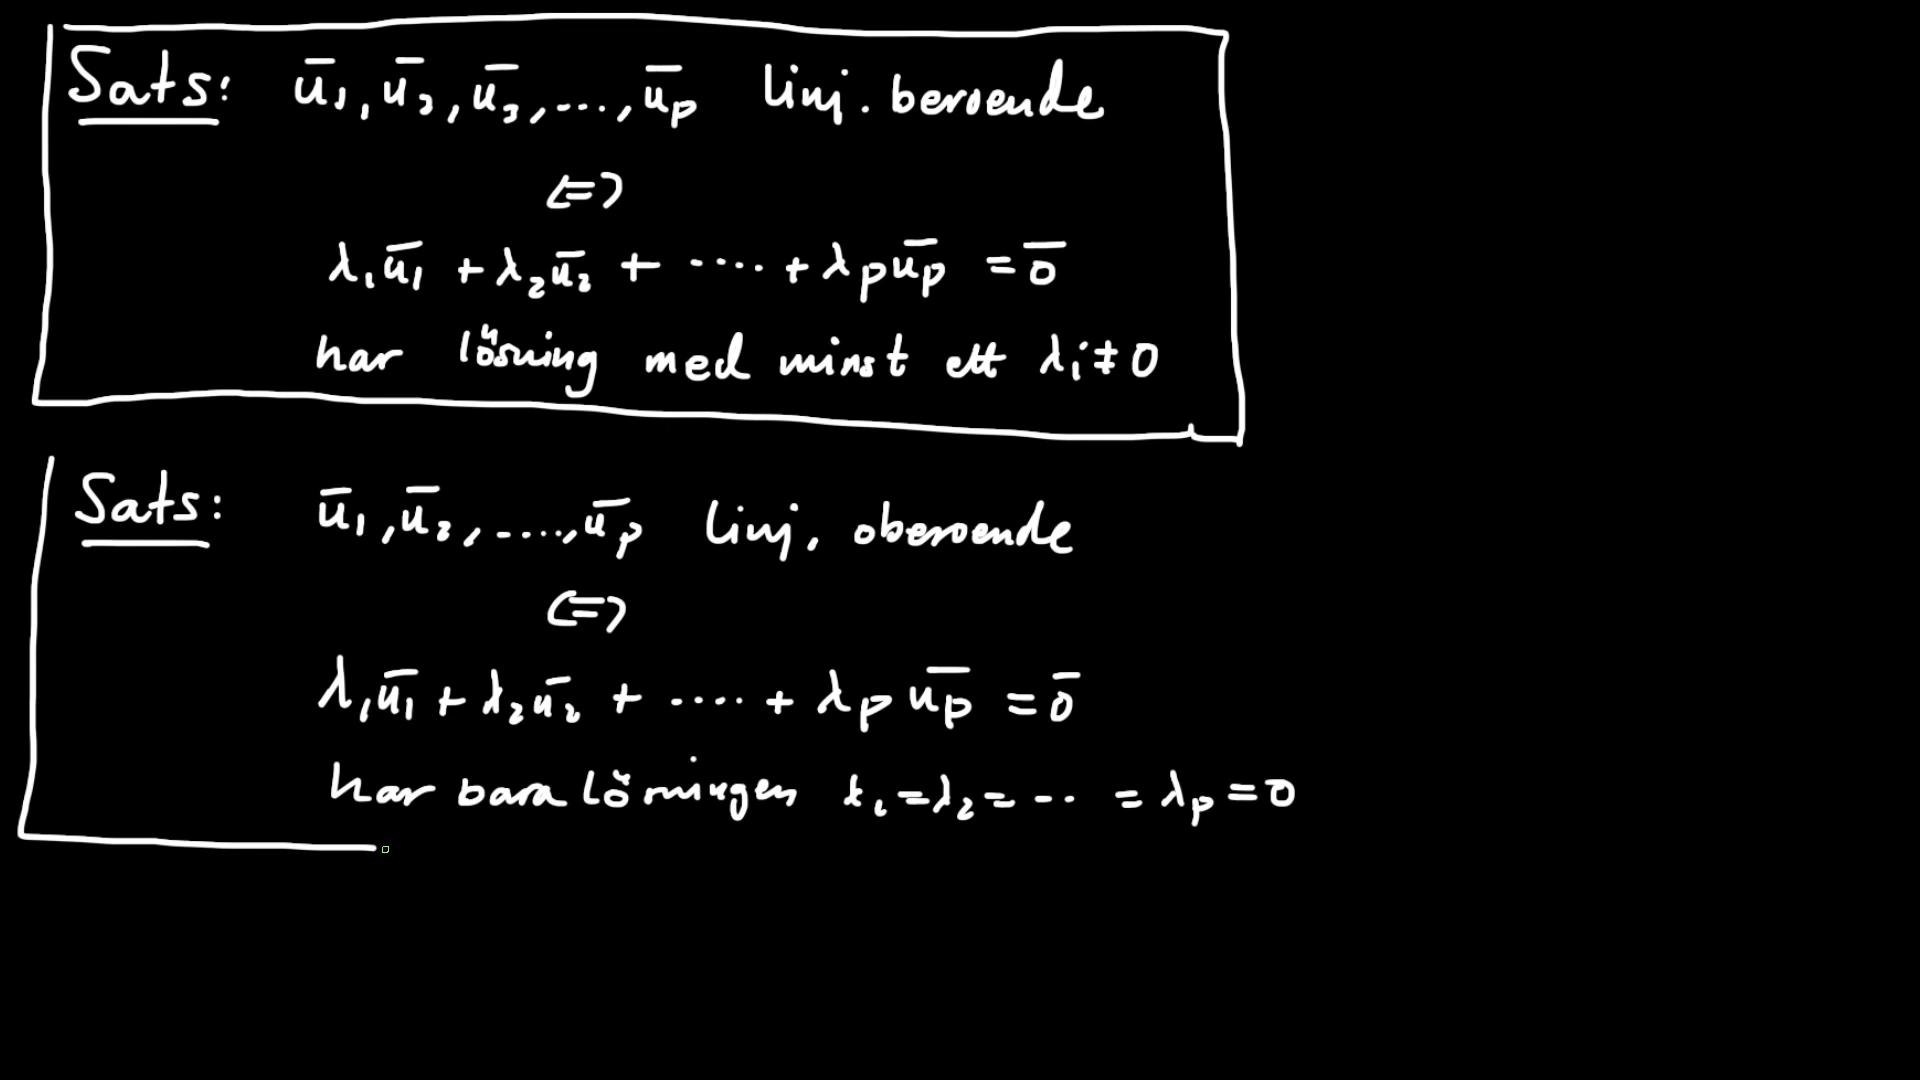 Sats: ū₁, ū₂, ū₃, ..., ūₚ linj. beroende
⇔
λ₁ū₁ + λ₂ū₂ + .... + λₚūₚ = 0̄
har lösning med minst ett λᵢ ≠ 0
Sats: ū₁, ū₂, ...., ūₚ linj. oberoende
⇔
λ₁ū₁ + λ₂ū₂ + .... + λₚūₚ = 0̄
har bara lösningen λ₁ = λ₂ = ... = λₚ = 0